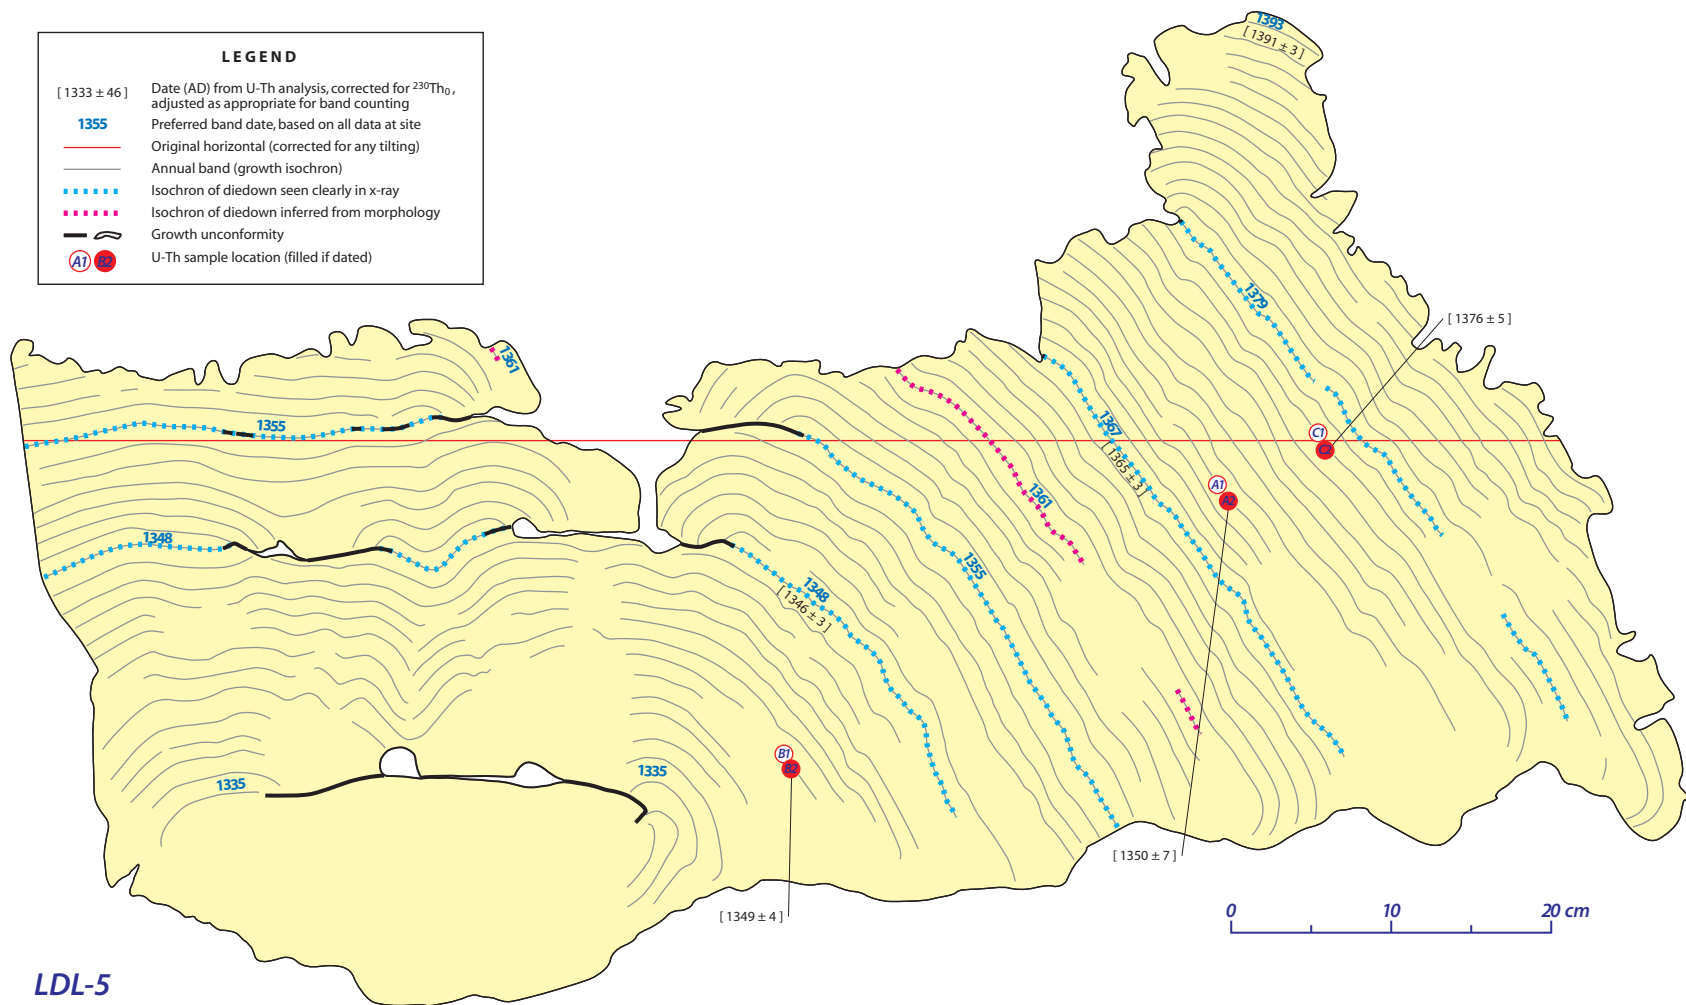 LEGEND
[ 1333 ± 46 ] Date (AD) from U-Th analysis, corrected for ²³⁰Th₀, adjusted as appropriate for band counting
1355 Preferred band date, based on all data at site
Original horizontal (corrected for any tilting)
Annual band (growth isochron)
Isochron of diedown seen clearly in x-ray
Isochron of diedown inferred from morphology
Growth unconformity
A1 B2 U-Th sample location (filled if dated)
1393
[ 1391 ± 3 ]
1379
[ 1376 ± 5 ]
1361
1355
1367
[ 1365 ± 3 ]
C1
C2
A1
A2
1361
1348
1355
1348
[ 1346 ± 3 ]
B1
B2
1335
1335
[ 1350 ± 7 ]
[ 1349 ± 4 ]
0 10 20 cm
LDL-5